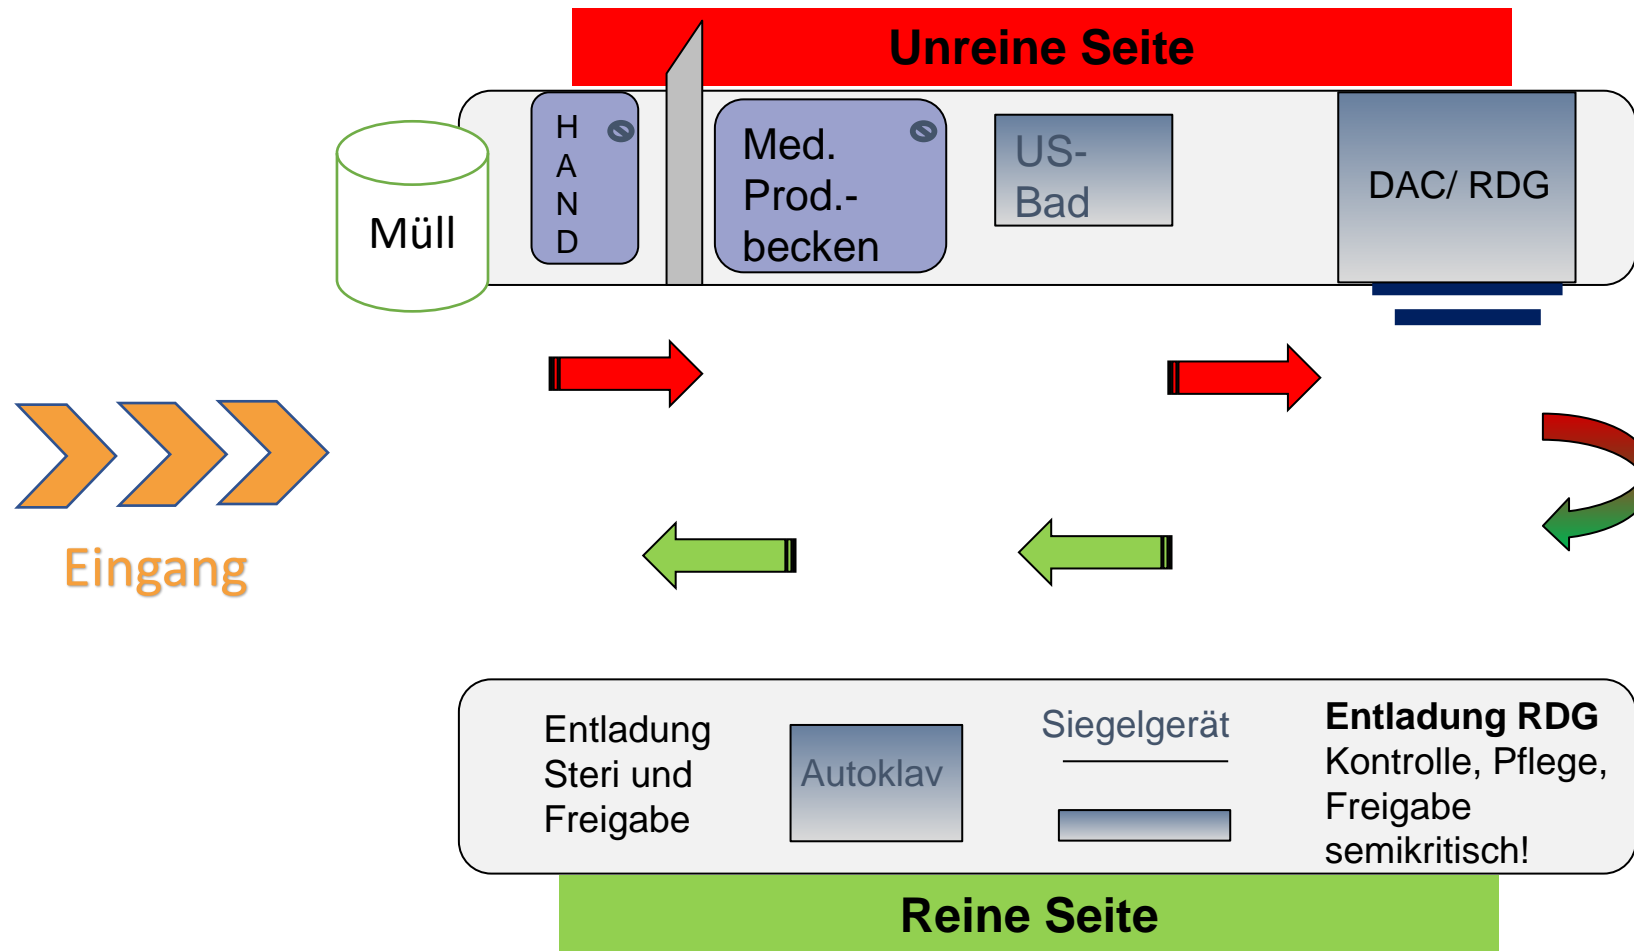 Unreine Seite
Müll
H
A
N
D
Med.
Prod.-
becken
US-
Bad
DAC/ RDG
Eingang
Entladung
Steri und
Freigabe
Autoklav
Siegelgerät
Entladung RDG
Kontrolle, Pflege,
Freigabe
semikritisch!
Reine Seite